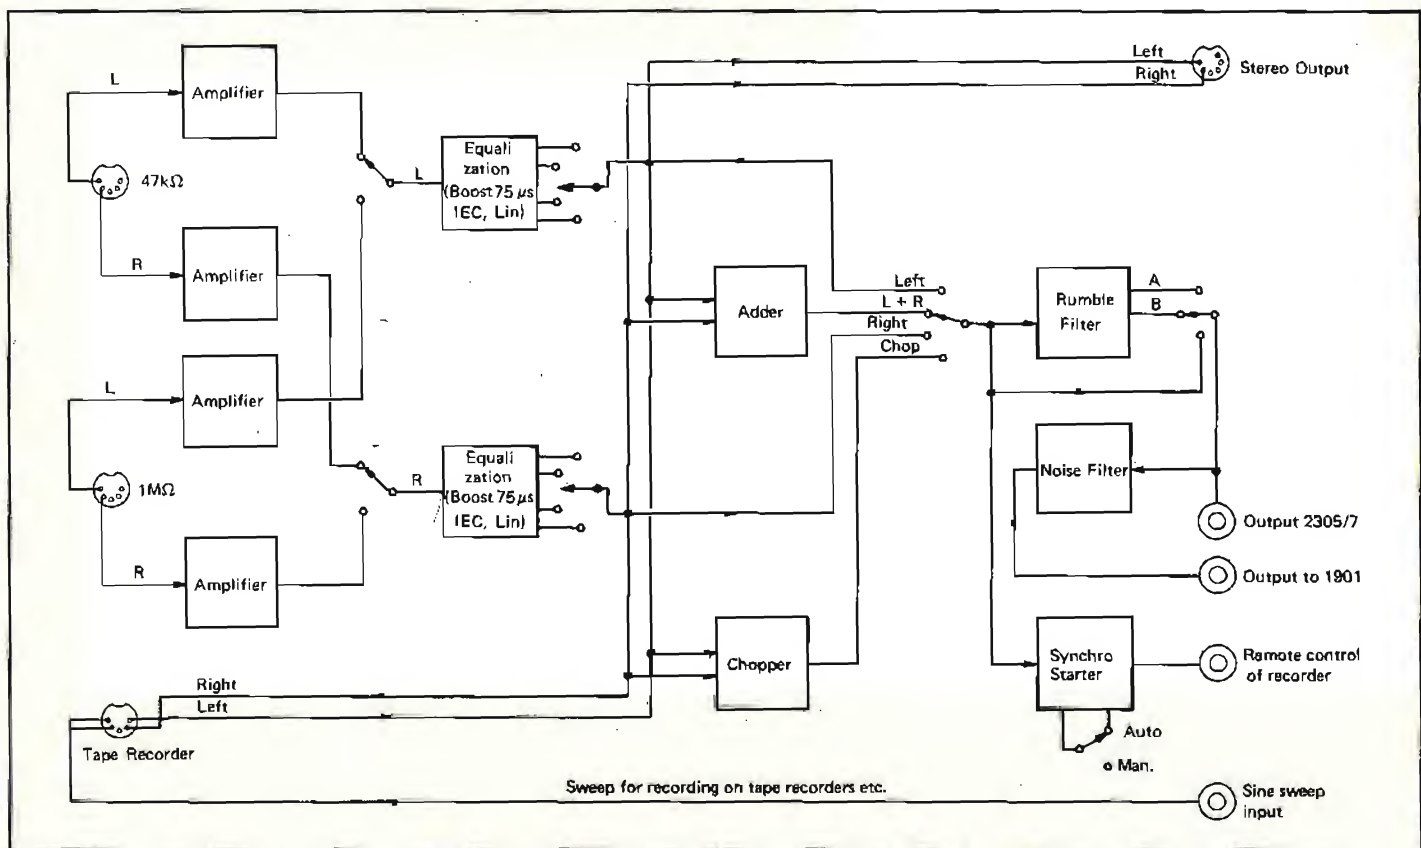 Left
Right
Stereo Output
L
Amplifier
47kΩ
L
Equali
zation
(Boost 75 µs
IEC, Lin)
R
Amplifier
Left
L + R
Right
Chop
Adder
Rumble
Filter
A
B
L
Amplifier
1MΩ
R
Equali
zation
(Boost 75 µs
IEC, Lin)
Noise Filter
Output 2305/7
R
Amplifier
Output to 1901
Chopper
Synchro
Starter
Remote control
of recorder
Right
Left
Tape Recorder
Auto
Man.
Sweep for recording on tape recorders etc.
Sine sweep
input